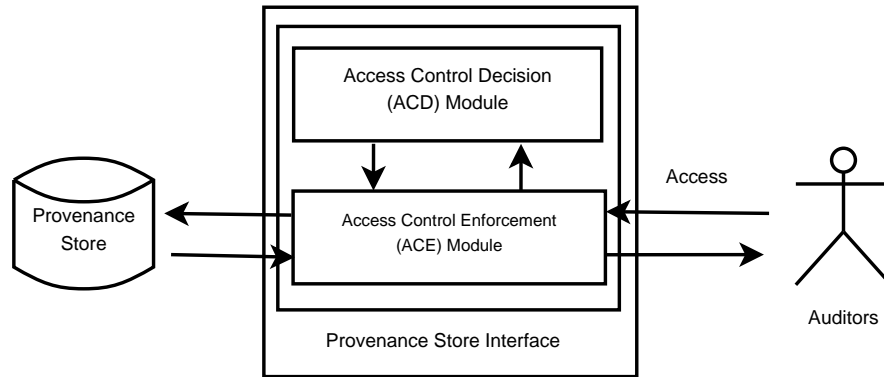 Access Control Decision
(ACD) Module
Provenance
Store
Access Control Enforcement
(ACE) Module
Access
Auditors
Provenance Store Interface